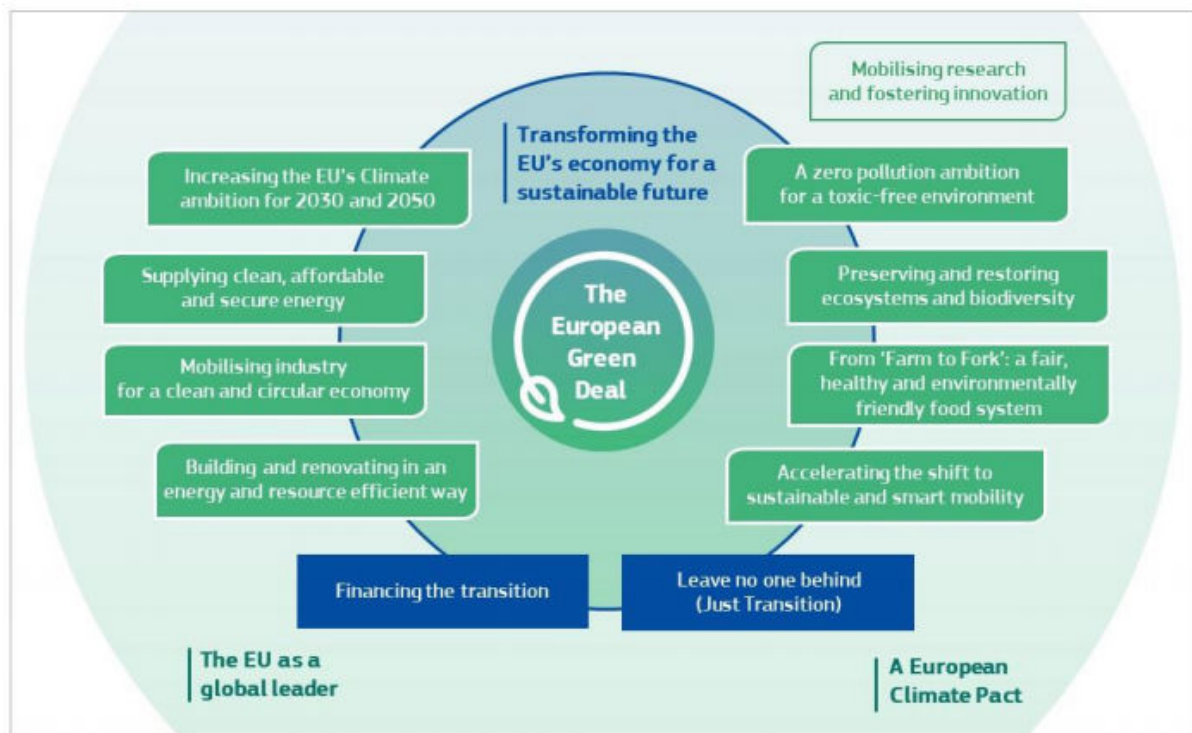 Mobilising research
and fostering innovation
Transforming the
EU's economy for a
sustainable future
Increasing the EU's Climate
ambition for 2030 and 2050
A zero pollution ambition
for a toxic-free environment
Supplying clean, affordable
and secure energy
Preserving and restoring
ecosystems and biodiversity
The
European
Green
Deal
Mobilising industry
for a clean and circular economy
From 'Farm to Fork': a fair,
healthy and environmentally
friendly food system
Building and renovating in an
energy and resource efficient way
Accelerating the shift to
sustainable and smart mobility
Financing the transition
Leave no one behind
(Just Transition)
The EU as a
global leader
A European
Climate Pact